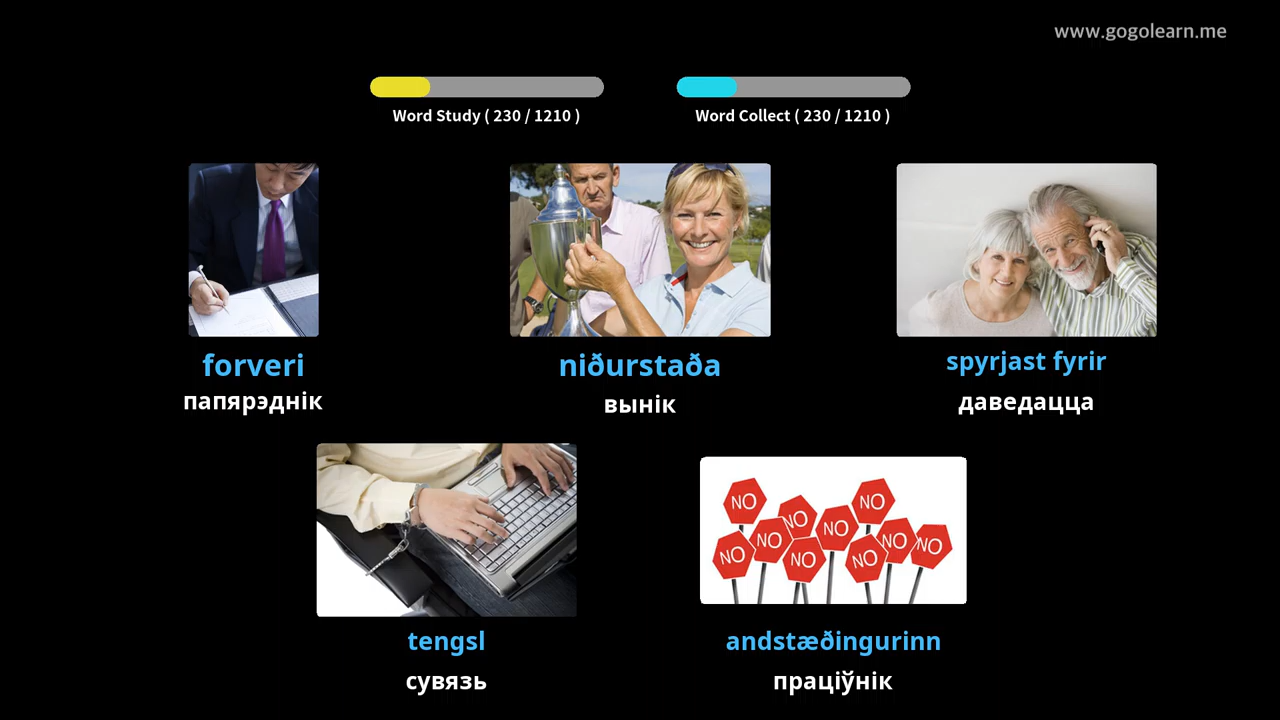 www.gogolearn.me
Word Study ( 230 / 1210 )
Word Collect ( 230 / 1210 )
forveri
папярэднік
niðurstaða
вынік
spyrjast fyrir
даведацца
NO
NO
NO
NO
NO
NO
NO
NO
NO
NO
tengsl
сувязь
andstæðingurinn
праціўнік